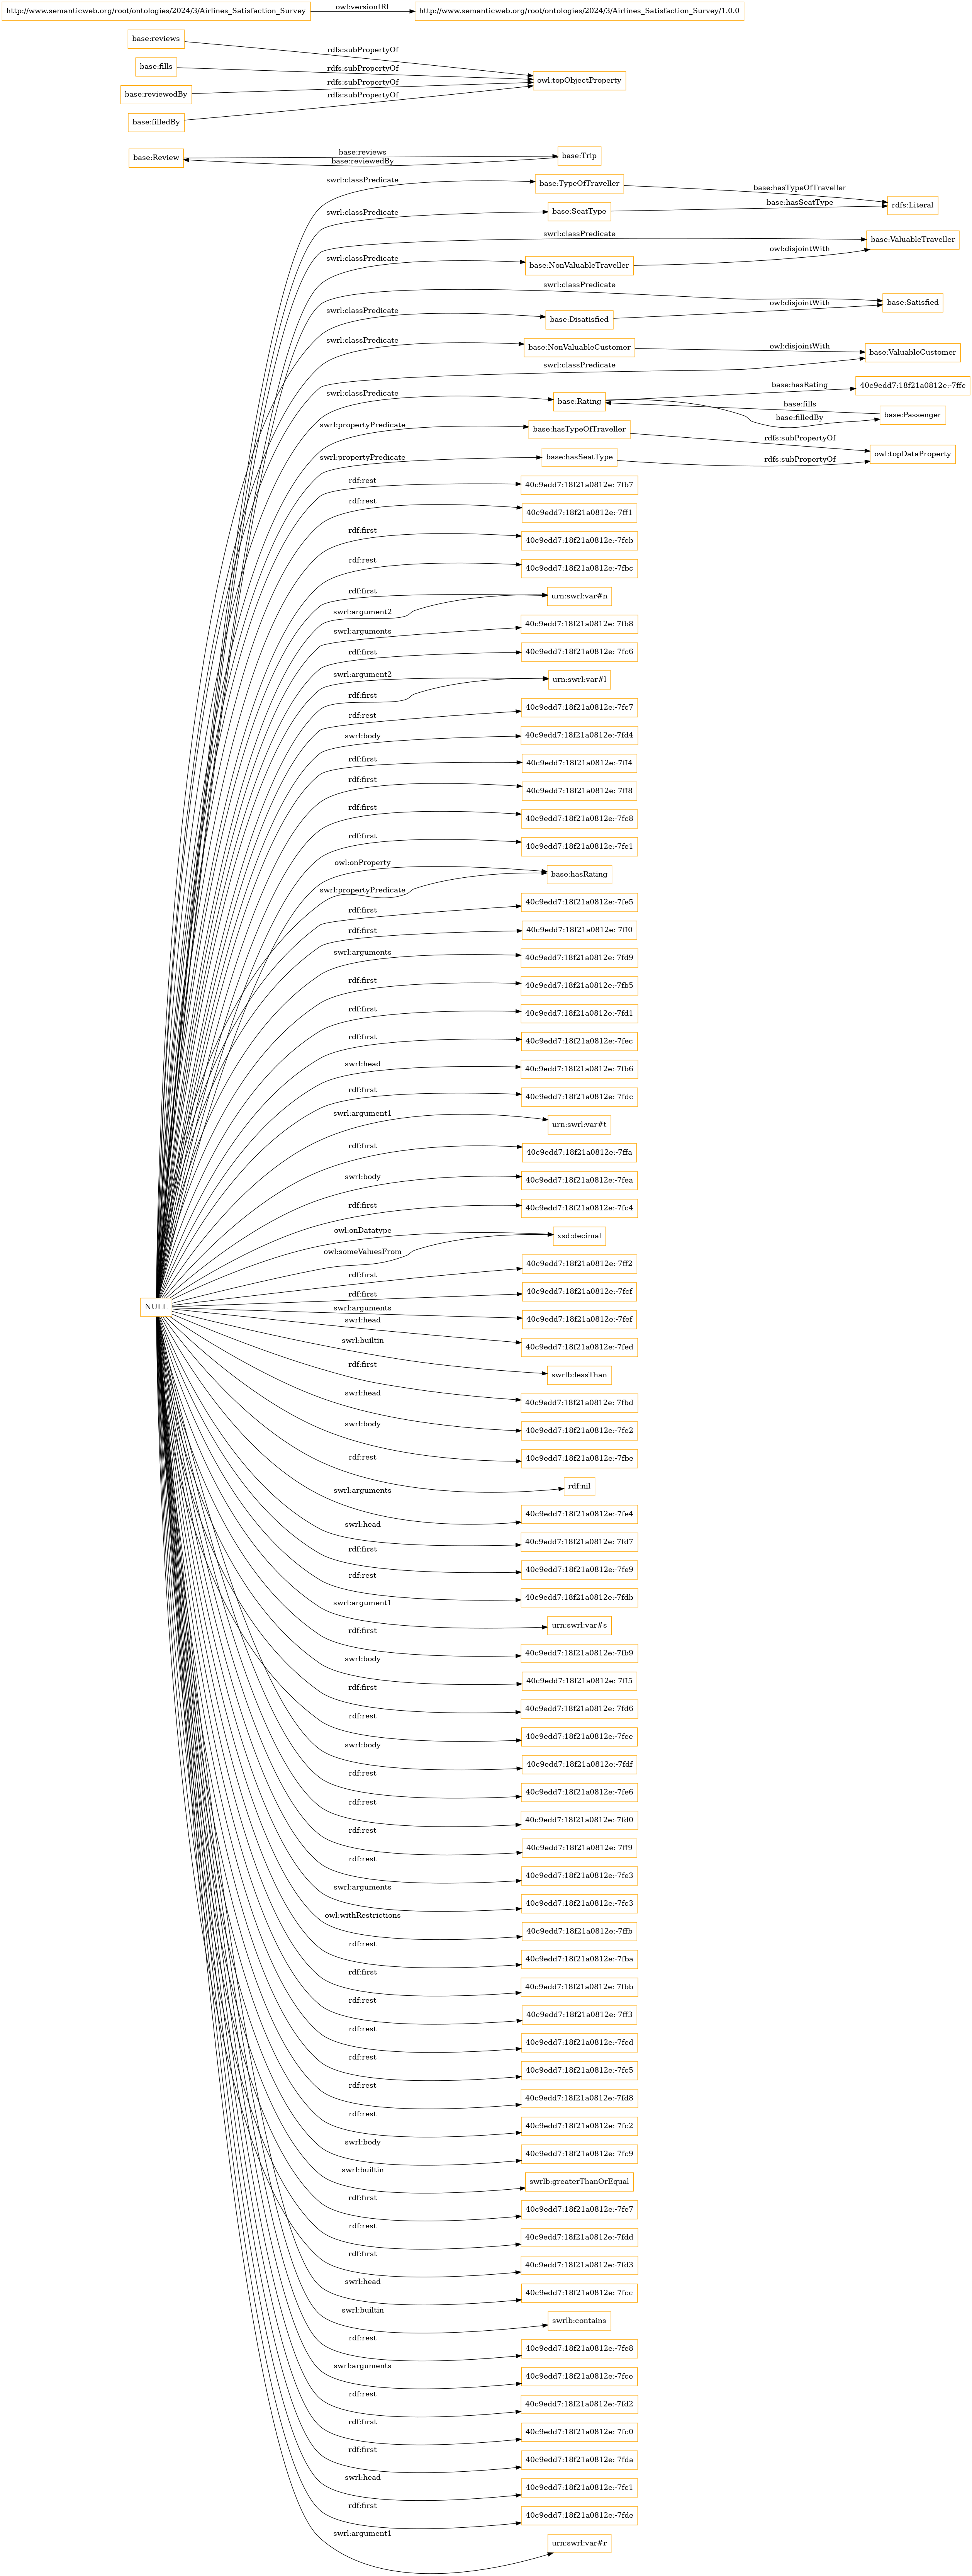 http://www.semanticweb.org/root/ontologies/2024/3/Airlines_Satisfaction_Survey owl:versionIRI http://www.semanticweb.org/root/ontologies/2024/3/Airlines_Satisfaction_Survey/1.0.0
base:reviews rdfs:subPropertyOf
base:fills rdfs:subPropertyOf owl:topObjectProperty
base:reviewedBy rdfs:subPropertyOf
base:filledBy rdfs:subPropertyOf
base:Review base:reviews base:Trip
base:reviewedBy
swrl:classPredicate base:TypeOfTraveller base:hasTypeOfTraveller
swrl:classPredicate base:SeatType base:hasSeatType rdfs:Literal
swrl:classPredicate base:ValuableTraveller
swrl:classPredicate base:NonValuableTraveller owl:disjointWith
swrl:classPredicate base:Satisfied
swrl:classPredicate base:Disatisfied owl:disjointWith
swrl:classPredicate base:NonValuableCustomer owl:disjointWith base:ValuableCustomer
swrl:classPredicate
swrl:classPredicate base:Rating base:hasRating 40c9edd7:18f21a0812e:-7ffc
base:fills base:Passenger
base:filledBy
swrl:propertyPredicate base:hasTypeOfTraveller rdfs:subPropertyOf
swrl:propertyPredicate base:hasSeatType rdfs:subPropertyOf owl:topDataProperty
rdf:rest 40c9edd7:18f21a0812e:-7fb7
rdf:rest 40c9edd7:18f21a0812e:-7ff1
rdf:first 40c9edd7:18f21a0812e:-7fcb
rdf:rest 40c9edd7:18f21a0812e:-7fbc
rdf:first urn:swrl:var#n
swrl:argument2
swrl:arguments 40c9edd7:18f21a0812e:-7fb8
rdf:first 40c9edd7:18f21a0812e:-7fc6
swrl:argument2 urn:swrl:var#l
rdf:first
rdf:rest 40c9edd7:18f21a0812e:-7fc7
swrl:body 40c9edd7:18f21a0812e:-7fd4
rdf:first 40c9edd7:18f21a0812e:-7ff4
rdf:first 40c9edd7:18f21a0812e:-7ff8
rdf:first 40c9edd7:18f21a0812e:-7fc8
rdf:first 40c9edd7:18f21a0812e:-7fe1
owl:onProperty base:hasRating
swrl:propertyPredicate
rdf:first 40c9edd7:18f21a0812e:-7fe5
rdf:first 40c9edd7:18f21a0812e:-7ff0
swrl:arguments 40c9edd7:18f21a0812e:-7fd9
rdf:first 40c9edd7:18f21a0812e:-7fb5
rdf:first 40c9edd7:18f21a0812e:-7fd1
rdf:first 40c9edd7:18f21a0812e:-7fec
swrl:head 40c9edd7:18f21a0812e:-7fb6
rdf:first 40c9edd7:18f21a0812e:-7fdc
swrl:argument1 urn:swrl:var#t
rdf:first 40c9edd7:18f21a0812e:-7ffa
swrl:body 40c9edd7:18f21a0812e:-7fea
rdf:first 40c9edd7:18f21a0812e:-7fc4
owl:onDatatype xsd:decimal
owl:someValuesFrom
rdf:first 40c9edd7:18f21a0812e:-7ff2
rdf:first 40c9edd7:18f21a0812e:-7fcf
NULL swrl:arguments 40c9edd7:18f21a0812e:-7fef
swrl:head 40c9edd7:18f21a0812e:-7fed
swrl:builtin swrlb:lessThan
rdf:first 40c9edd7:18f21a0812e:-7fbd
swrl:head 40c9edd7:18f21a0812e:-7fe2
swrl:body 40c9edd7:18f21a0812e:-7fbe
rdf:rest rdf:nil
swrl:arguments 40c9edd7:18f21a0812e:-7fe4
swrl:head 40c9edd7:18f21a0812e:-7fd7
rdf:first 40c9edd7:18f21a0812e:-7fe9
rdf:rest 40c9edd7:18f21a0812e:-7fdb
swrl:argument1 urn:swrl:var#s
rdf:first 40c9edd7:18f21a0812e:-7fb9
swrl:body 40c9edd7:18f21a0812e:-7ff5
rdf:first 40c9edd7:18f21a0812e:-7fd6
rdf:rest 40c9edd7:18f21a0812e:-7fee
swrl:body 40c9edd7:18f21a0812e:-7fdf
rdf:rest 40c9edd7:18f21a0812e:-7fe6
rdf:rest 40c9edd7:18f21a0812e:-7fd0
rdf:rest 40c9edd7:18f21a0812e:-7ff9
rdf:rest 40c9edd7:18f21a0812e:-7fe3
swrl:arguments 40c9edd7:18f21a0812e:-7fc3
owl:withRestrictions 40c9edd7:18f21a0812e:-7ffb
rdf:rest 40c9edd7:18f21a0812e:-7fba
rdf:first 40c9edd7:18f21a0812e:-7fbb
rdf:rest 40c9edd7:18f21a0812e:-7ff3
rdf:rest 40c9edd7:18f21a0812e:-7fcd
rdf:rest 40c9edd7:18f21a0812e:-7fc5
rdf:rest 40c9edd7:18f21a0812e:-7fd8
rdf:rest 40c9edd7:18f21a0812e:-7fc2
swrl:body 40c9edd7:18f21a0812e:-7fc9
swrl:builtin swrlb:greaterThanOrEqual
rdf:first 40c9edd7:18f21a0812e:-7fe7
rdf:rest 40c9edd7:18f21a0812e:-7fdd
rdf:first 40c9edd7:18f21a0812e:-7fd3
swrl:head 40c9edd7:18f21a0812e:-7fcc
swrl:builtin swrlb:contains
rdf:rest 40c9edd7:18f21a0812e:-7fe8
swrl:arguments 40c9edd7:18f21a0812e:-7fce
rdf:rest 40c9edd7:18f21a0812e:-7fd2
rdf:first 40c9edd7:18f21a0812e:-7fc0
rdf:first 40c9edd7:18f21a0812e:-7fda
swrl:head 40c9edd7:18f21a0812e:-7fc1
rdf:first 40c9edd7:18f21a0812e:-7fde
swrl:argument1 urn:swrl:var#r